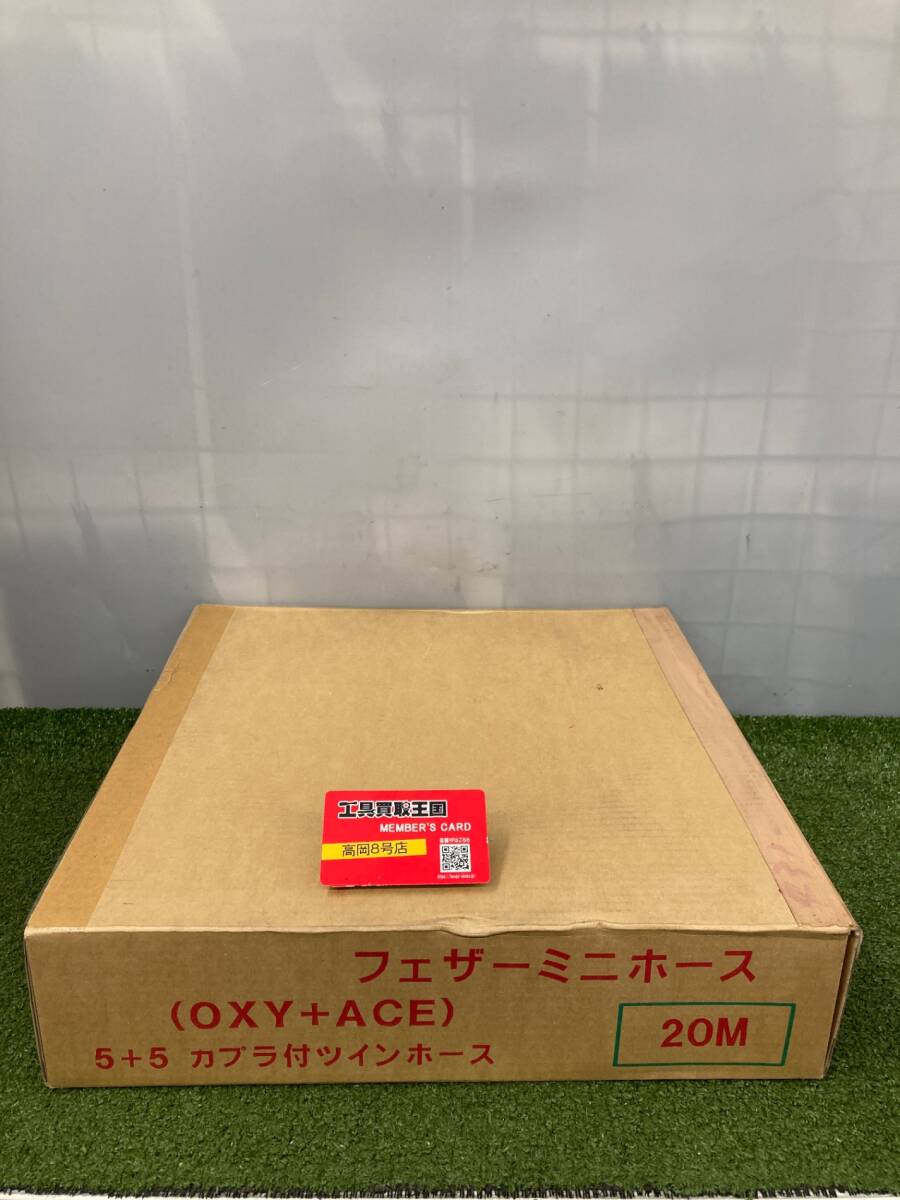 工具買取王国
MEMBER'S CARD
高岡8号店
フェザーミニホース
(OXY+ACE)
20M
5+5 カプラ付ツインホース